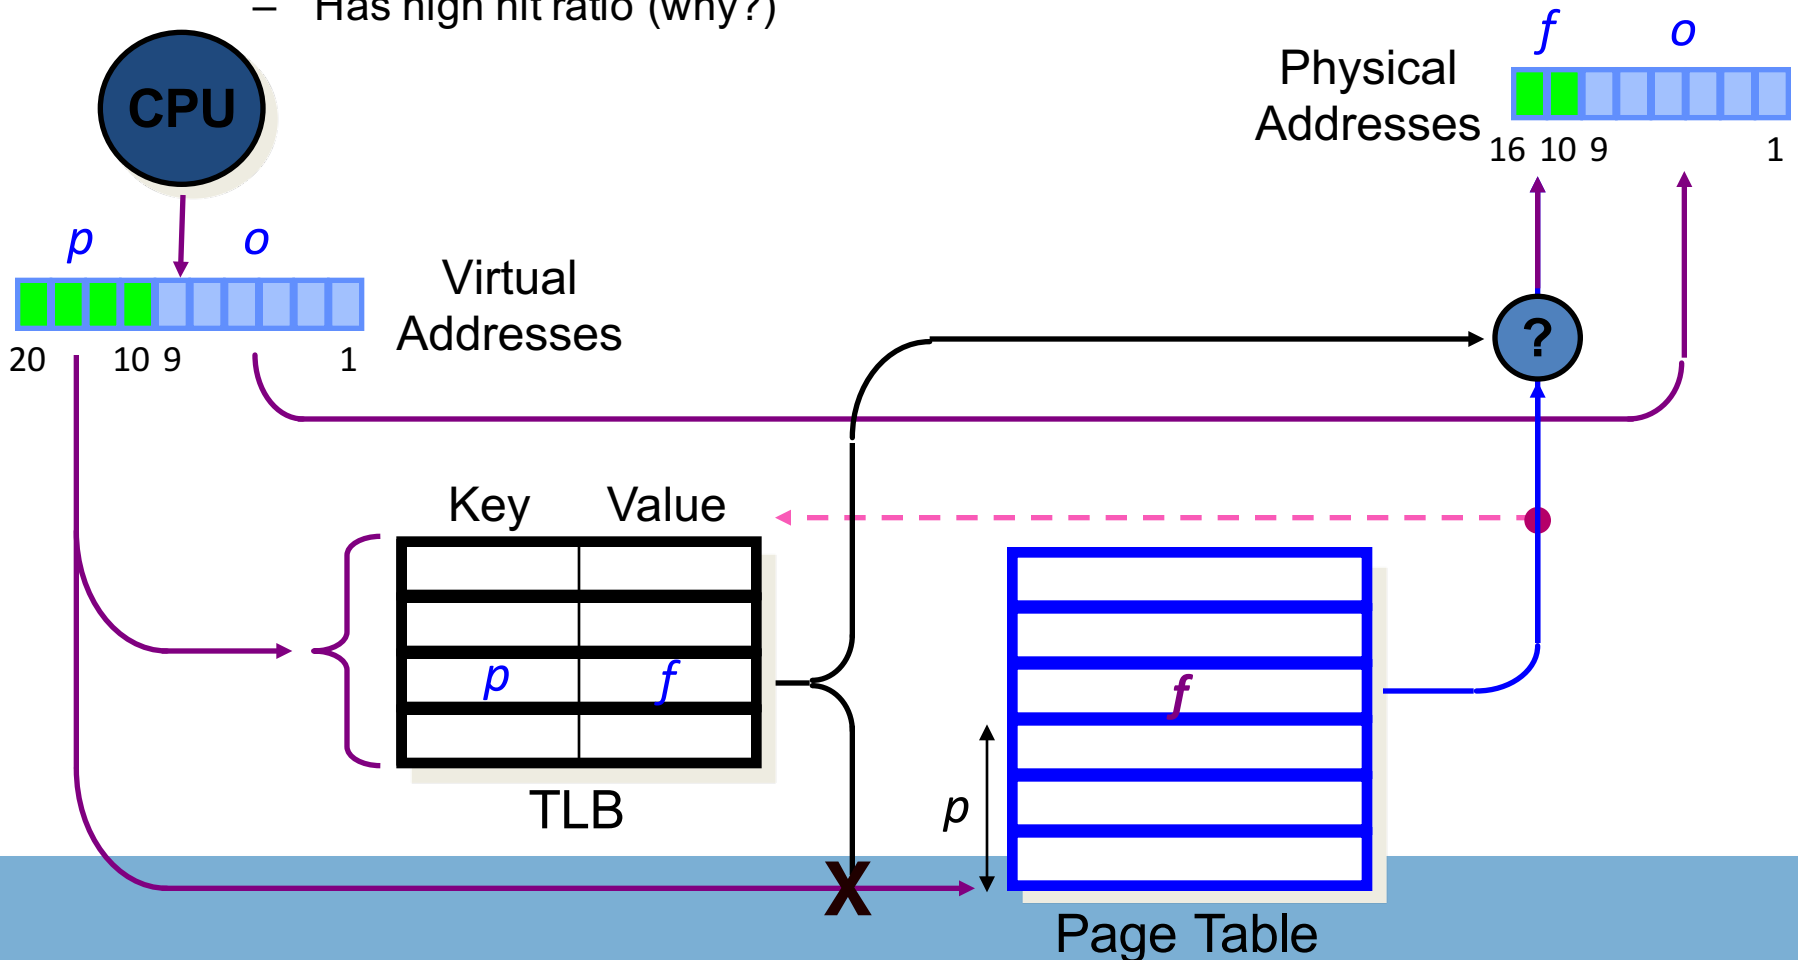 – Has high hit ratio (why?)
CPU
p o
20 10 9 1
Virtual
Addresses
f o
Physical
Addresses
16 10 9 1
?
Key Value
p f
TLB
X
f
p
Page Table